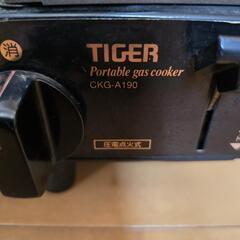 消
TIGER
Portable gas cooker
CKG-A190
圧電点火式